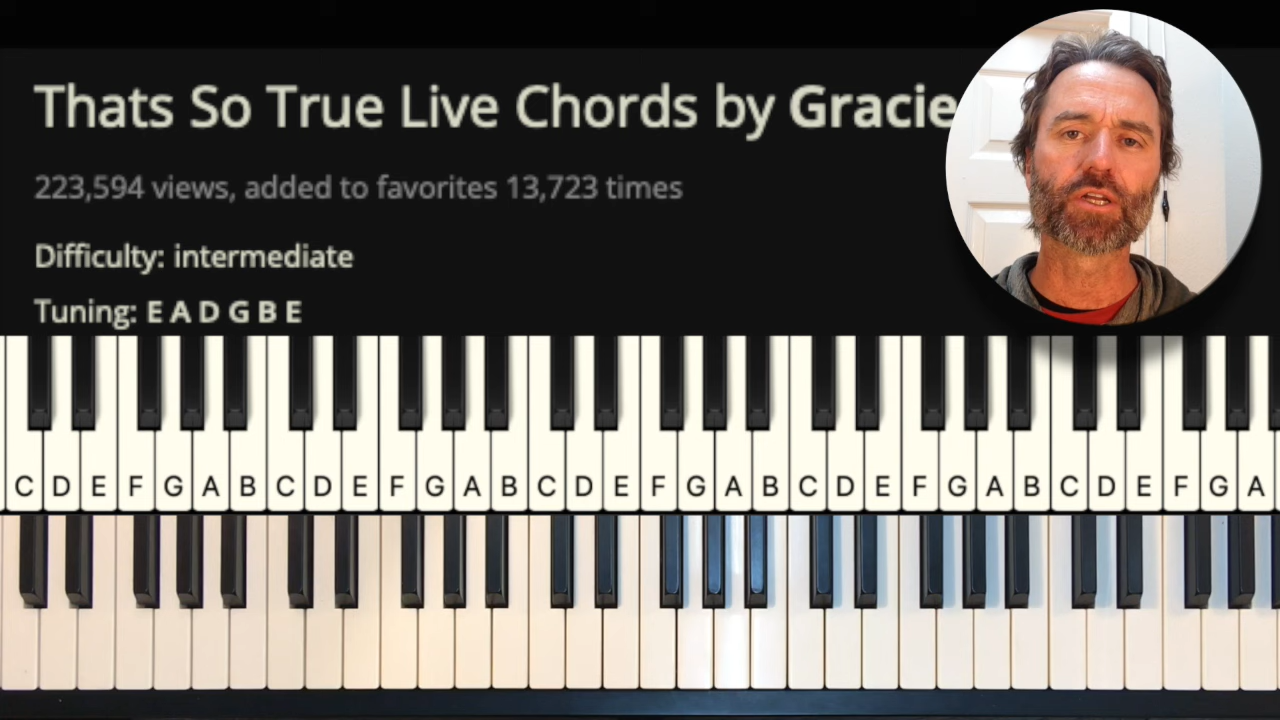 Thats So True Live Chords by Gracie
223,594 views, added to favorites 13,723 times
Difficulty: intermediate
Tuning: E A D G B E
C D E F G A B C D E F G A B C D E F G A B C D E F G A B C D E F G A